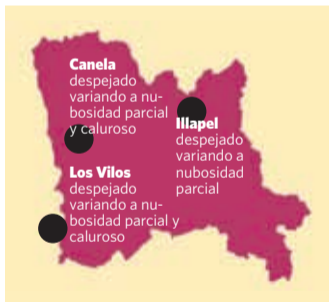 Canela
despejado
variando a nu-
bosidad parcial
y caluroso
Illapel
despejado
variando a
nubosidad
parcial
Los Vilos
despejado
variando a nu-
bosidad parcial y
caluroso